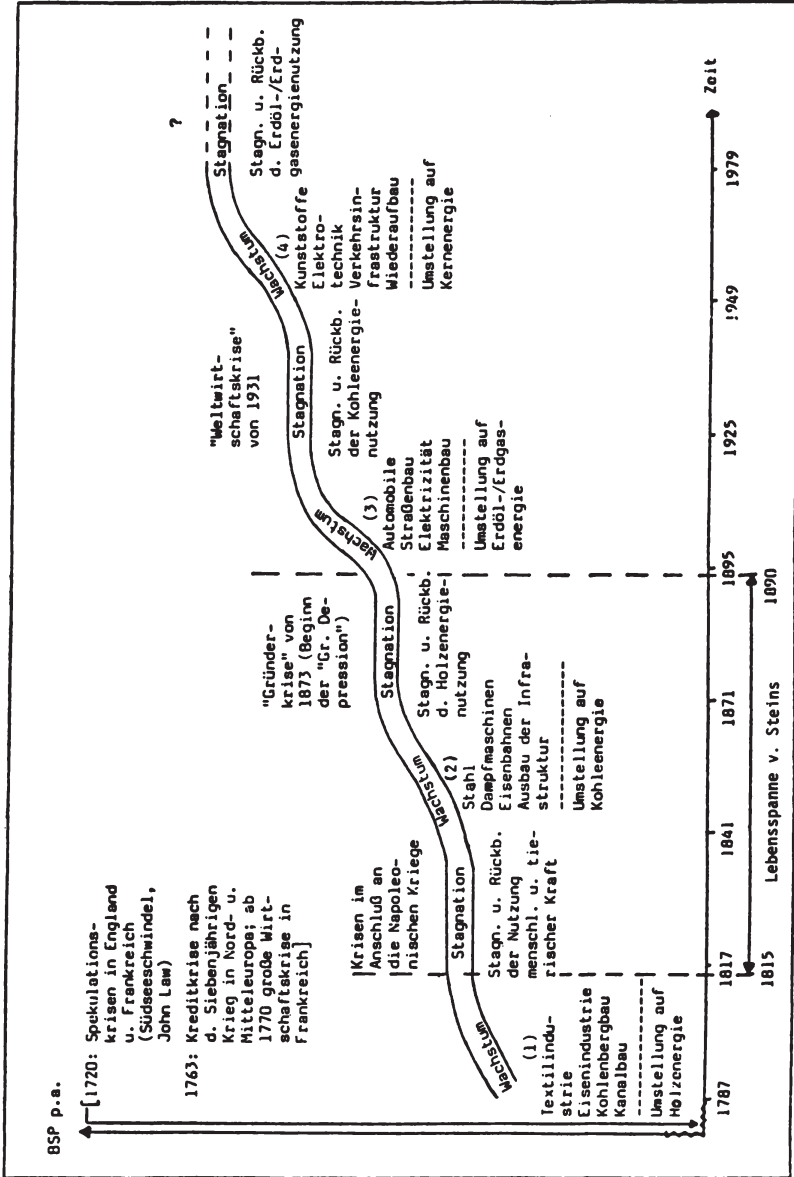 BSP p.a.
[1720: Spekulations-
krisen in England
u. Frankreich
(Südseeschwindel,
John Law)
1763: Kreditkrise nach
d. Siebenjährigen
Krieg in Nord- u.
Mitteleuropa; ab
1770 große Wirt-
schaftskrise in
Frankreich]
Krisen im
Anschluß an
die Napoleo-
nischen Kriege
"Gründer-
krise" von
1873 (Beginn
der "Gr. De-
pression")
"Weltwirt-
schaftskrise"
von 1931
?
Wachstum
(1)
Textilindu-
strie
Eisenindustrie
Kohlenbergbau
Kanalbau
------------
Umstellung auf
Holzenergie
Stagnation
Stagn. u. Rückb.
der Nutzung
menschl. u. tie-
rischer Kraft
Wachstum
(2)
Stahl
Dampfmaschinen
Eisenbahnen
Ausbau der Infra-
struktur
------------
Umstellung auf
Kohleenergie
Stagnation
Stagn. u. Rückb.
d. Holzenergie-
nutzung
Wachstum
(3)
Automobile
Straßenbau
Elektrizität
Maschinenbau
------------
Umstellung auf
Erdöl-/Erdgas-
energie
Stagnation
Stagn. u. Rückb.
der Kohleenergie-
nutzung
Wachstum
(4)
Kunststoffe
Elektro-
technik
Verkehrsin-
frastruktur
Wiederaufbau
------------
Umstellung auf
Kernenergie
Stagnation
Stagn. u. Rückb.
d. Erdöl-/Erd-
gasenergienutzung
1787 1817 1841 1871 1895 1925 1949 1979 Zeit
1815 1890
Lebensspanne v. Steins